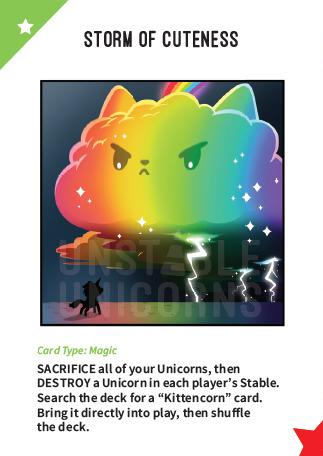 STORM OF CUTENESS
UNSTABLE
UNICORNS
Card Type: Magic
SACRIFICE all of your Unicorns, then
DESTROY a Unicorn in each player's Stable.
Search the deck for a “Kittencorn” card.
Bring it directly into play, then shuffle
the deck.